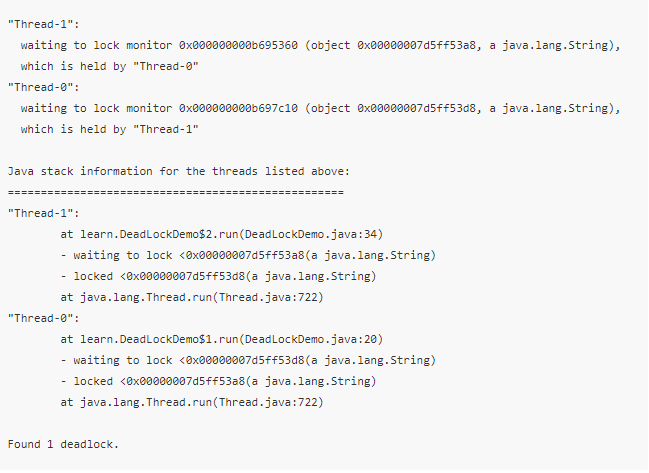 "Thread-1":
  waiting to lock monitor 0x000000000b695360 (object 0x00000007d5ff53a8, a java.lang.String),
  which is held by "Thread-0"
"Thread-0":
  waiting to lock monitor 0x000000000b697c10 (object 0x00000007d5ff53d8, a java.lang.String),
  which is held by "Thread-1"

Java stack information for the threads listed above:
===================================================
"Thread-1":
        at learn.DeadLockDemo$2.run(DeadLockDemo.java:34)
        - waiting to lock <0x00000007d5ff53a8(a java.lang.String)
        - locked <0x00000007d5ff53d8(a java.lang.String)
        at java.lang.Thread.run(Thread.java:722)
"Thread-0":
        at learn.DeadLockDemo$1.run(DeadLockDemo.java:20)
        - waiting to lock <0x00000007d5ff53d8(a java.lang.String)
        - locked <0x00000007d5ff53a8(a java.lang.String)
        at java.lang.Thread.run(Thread.java:722)

Found 1 deadlock.